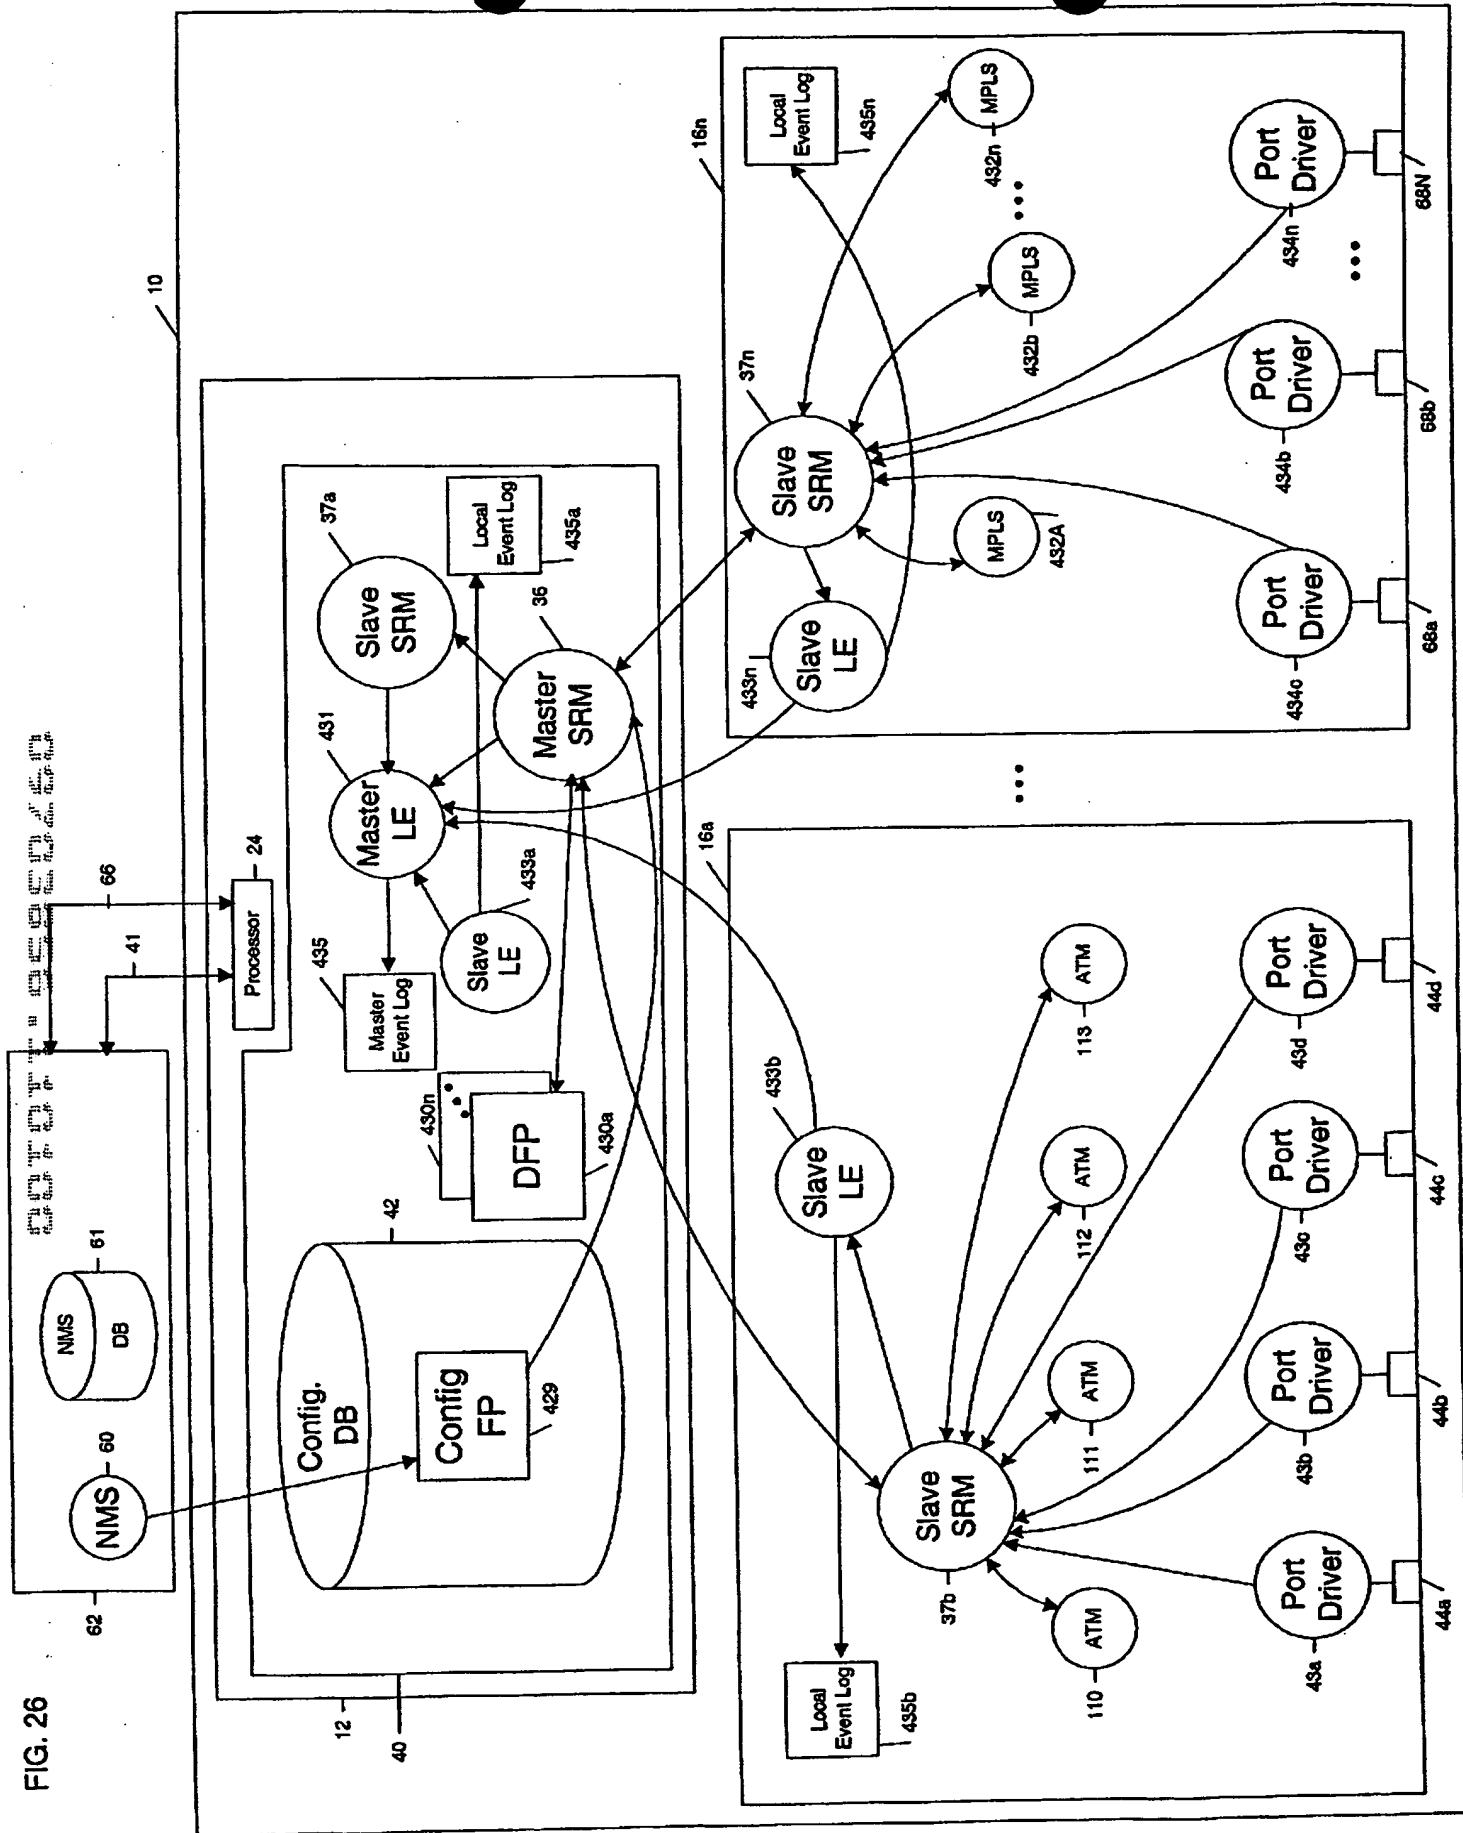 FIG. 26
62
NMS
60
NMS
DB
61
41
66
10
12
40
Processor
24
Config.
DB
42
Config
FP
429
DFP
430a
430n
Master
Event Log
435
Slave
LE
433a
Master
LE
431
Slave
SRM
37a
Master
SRM
36
Local
Event Log
435a
16a
Local
Event Log
435b
Slave
LE
433b
Slave
SRM
37b
ATM
110
ATM
111
ATM
112
ATM
113
Port
Driver
43a
44a
Port
Driver
43b
44b
Port
Driver
43c
44c
Port
Driver
43d
44d
16n
Slave
LE
433n
Slave
SRM
37n
Local
Event Log
435n
MPLS
432A
MPLS
432b
MPLS
432n
Port
Driver
434c
68a
Port
Driver
434b
68b
Port
Driver
434n
68N